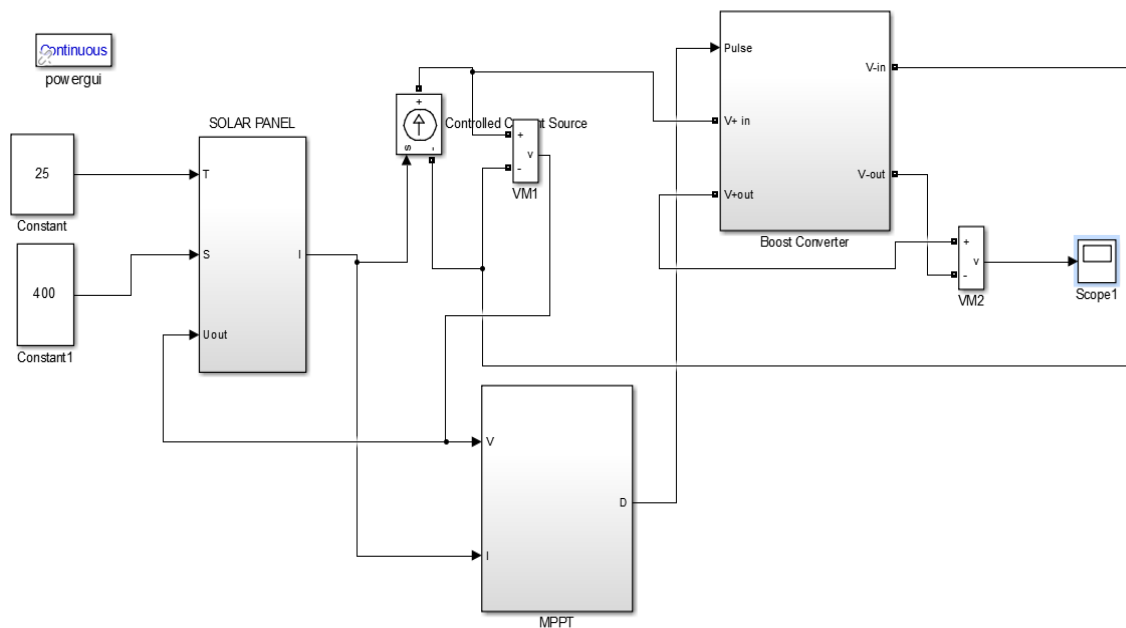 Continuous
powergui
SOLAR PANEL
25
Constant
400
Constant1
T
S
Uout
I
+
s
-
Controlled Current Source
+
-
v
VM1
Pulse
V+ in
V+out
V-in
V-out
Boost Converter
+
-
v
VM2
Scope1
V
I
D
MPPT